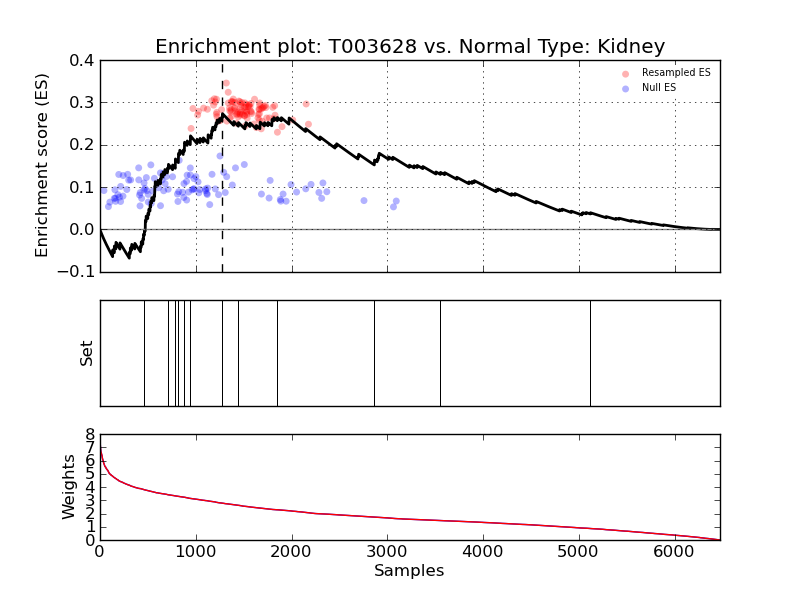 Enrichment plot: T003628 vs. Normal Type: Kidney
Enrichment score (ES)
0.4
0.3
0.2
0.1
0.0
−0.1
Resampled ES
Null ES
Set
Weights
8
7
6
5
4
3
2
1
0
0 1000 2000 3000 4000 5000 6000
Samples